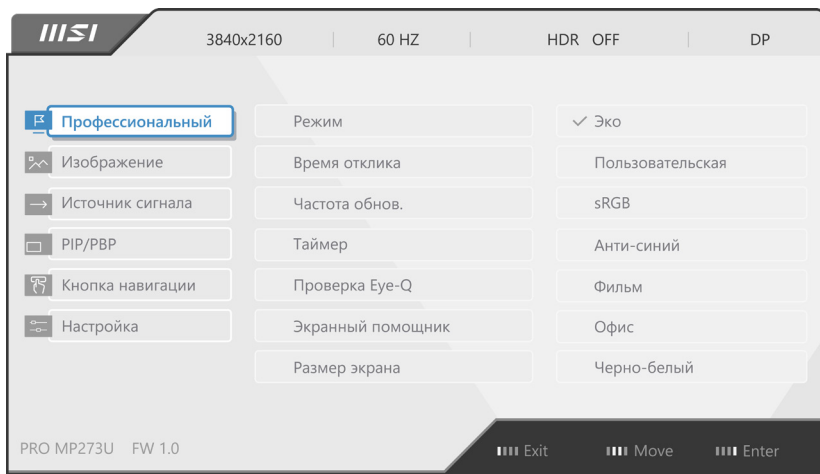 msi
3840x2160 60 HZ HDR OFF DP
Профессиональный
Изображение
Источник сигнала
PIP/PBP
Кнопка навигации
Настройка
Режим
Время отклика
Частота обнов.
Таймер
Проверка Eye-Q
Экранный помощник
Размер экрана
Эко
Пользовательская
sRGB
Анти-синий
Фильм
Офис
Черно-белый
PRO MP273U FW 1.0
Exit Move Enter